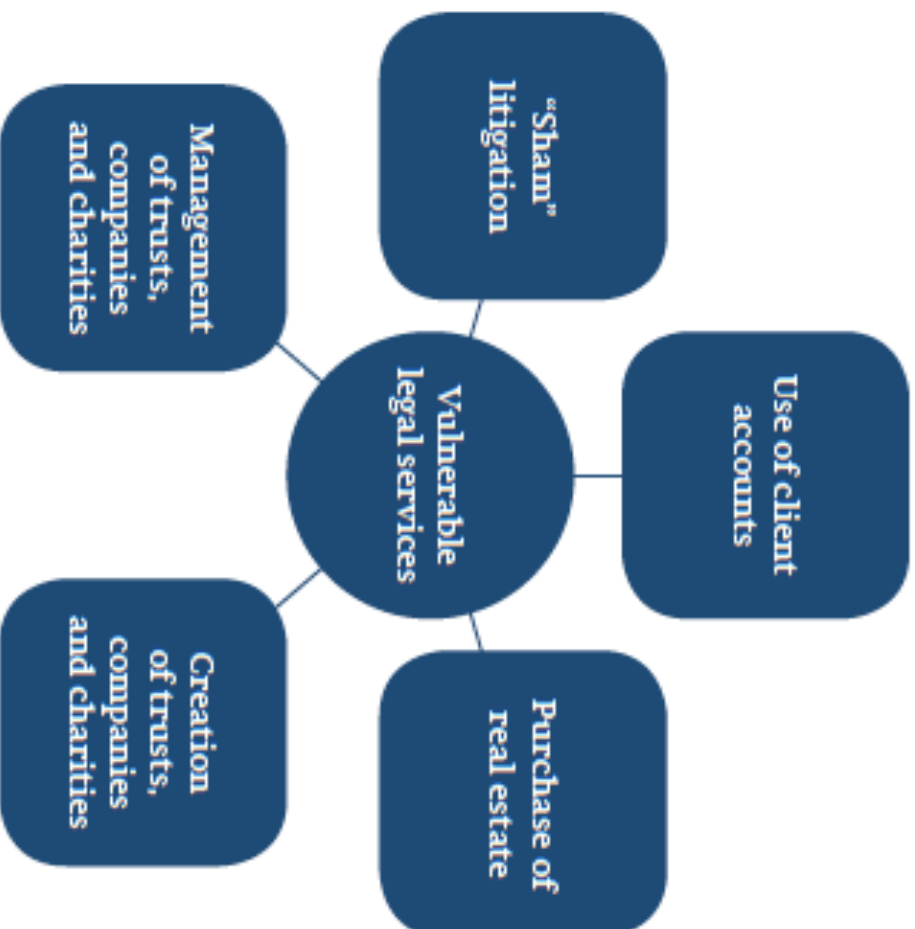 Use of client
accounts
Purchase of
real estate
Creation
of trusts,
companies
and charities
Management
of trusts,
companies
and charities
“Sham”
litigation
Vulnerable
legal services